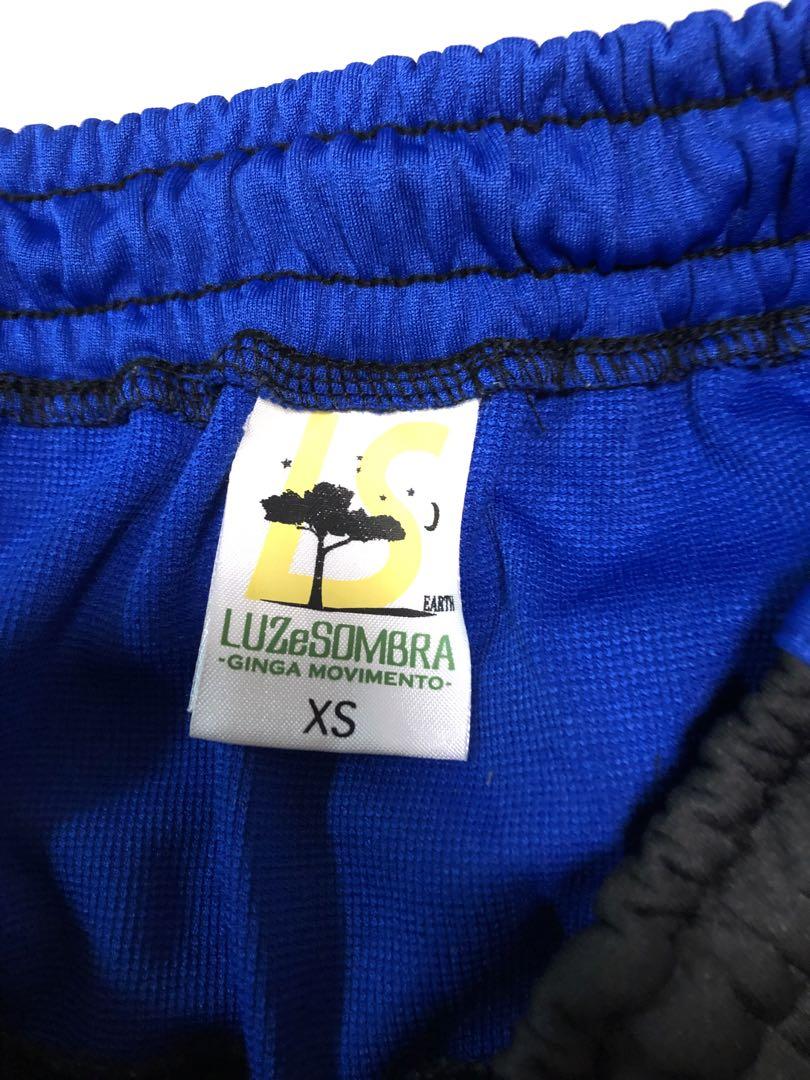 LS
EARTH
LUZeSOMBRA
-GINGA MOVIMENTO-
XS